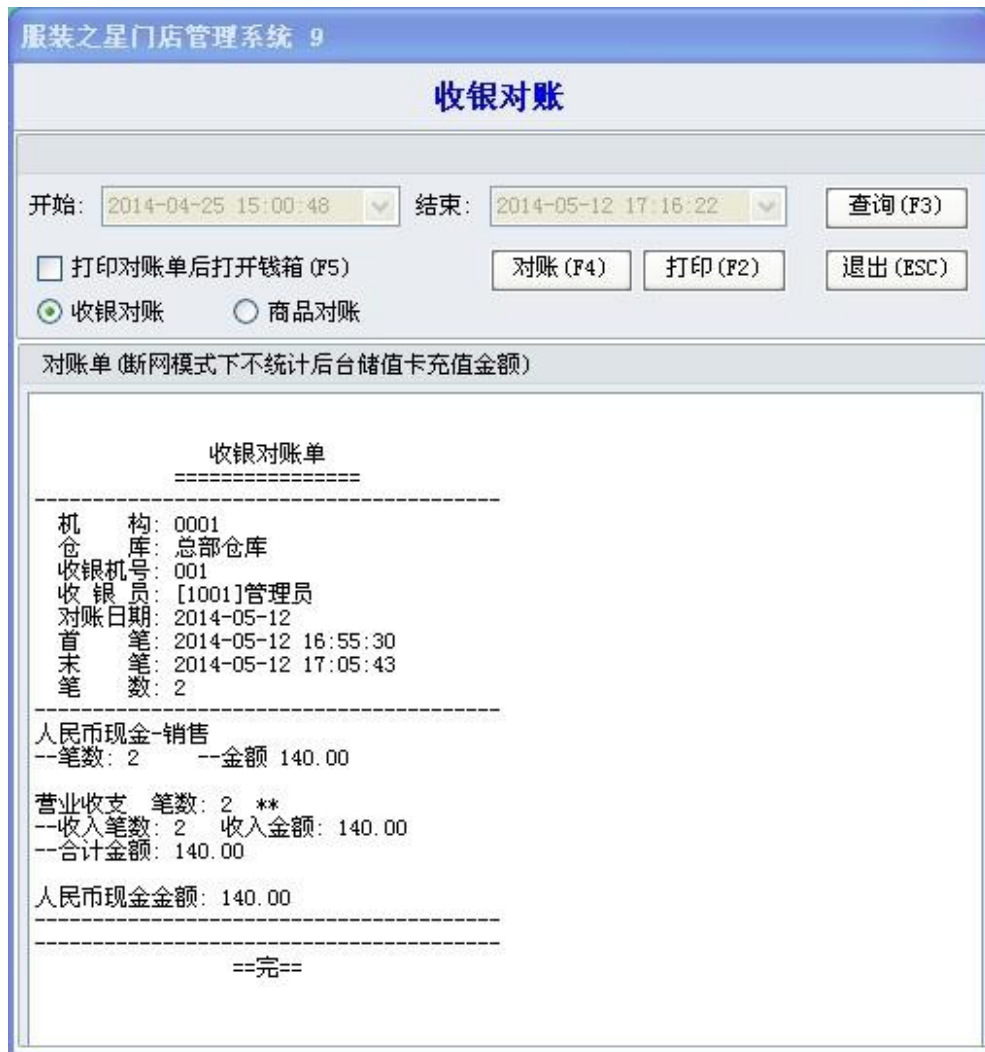 服装之星门店管理系统 9
收银对账
开始: 2014-04-25 15:00:48 结束: 2014-05-12 17:16:22 查询(F3)
打印对账单后打开钱箱(F5) 对账(F4) 打印(F2) 退出(ESC)
收银对账 商品对账
对账单(断网模式下不统计后台储值卡充值金额)
收银对账单
================
----------------------------------------
机 构: 0001
仓 库: 总部仓库
收银机号: 001
收 银 员: [1001]管理员
对账日期: 2014-05-12
首 笔: 2014-05-12 16:55:30
末 笔: 2014-05-12 17:05:43
笔 数: 2
----------------------------------------
人民币现金-销售
--笔数: 2 --金额 140.00
营业收支 笔数: 2 **
--收入笔数: 2 收入金额: 140.00
--合计金额: 140.00
人民币现金金额: 140.00
----------------------------------------
----------------------------------------
==完==